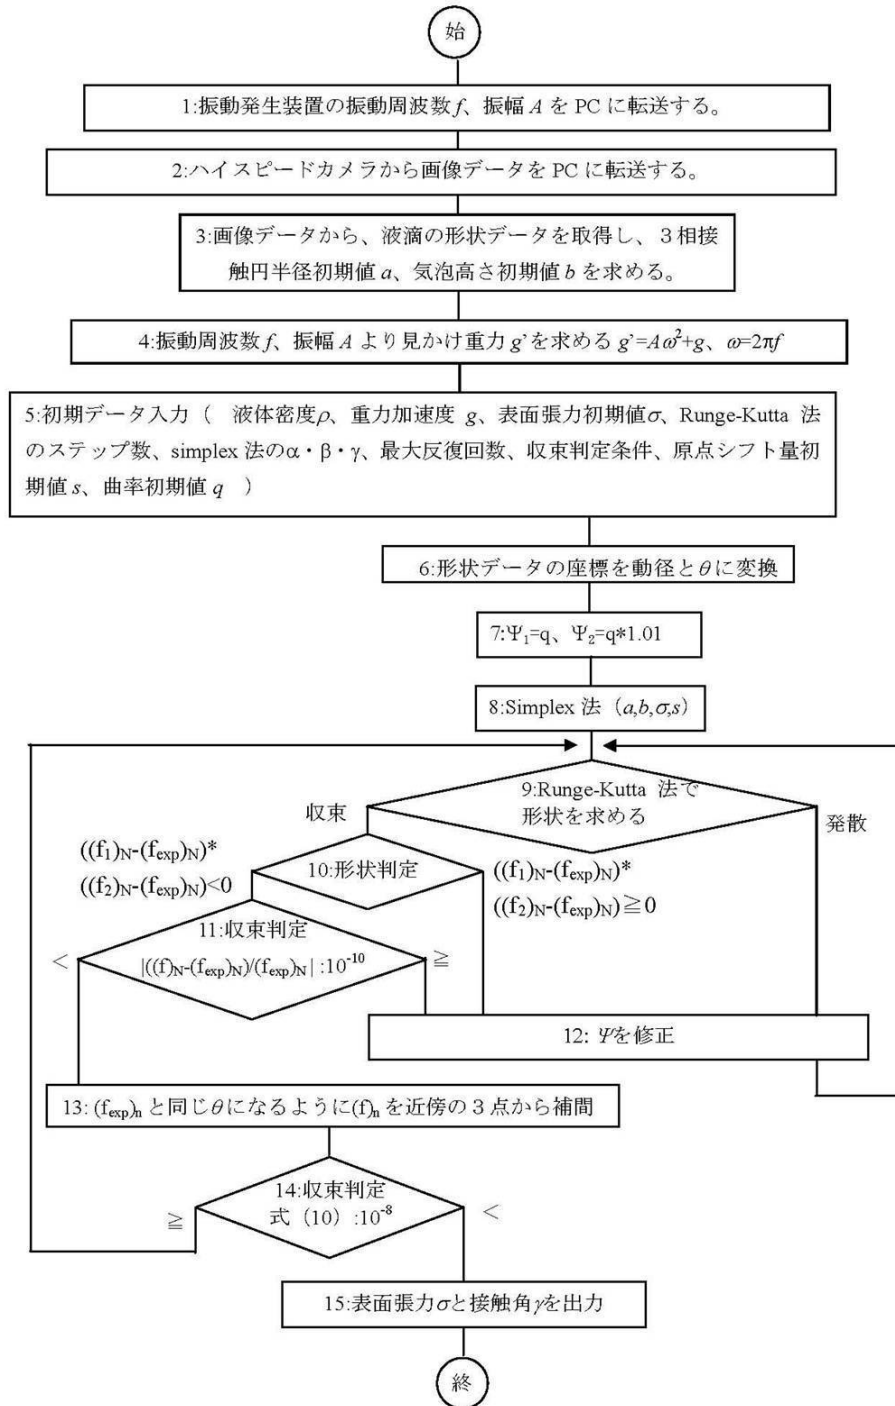 始
1:振動発生装置の振動周波数f、振幅 A を PC に転送する。
2:ハイスピードカメラから画像データを PC に転送する。
3:画像データから、液滴の形状データを取得し、３相接
触円半径初期値 a、気泡高さ初期値 b を求める。
4:振動周波数 f、振幅 A より見かけ重力 g’を求める g’=Aω²+g、ω=2πf
5:初期データ入力（　液体密度ρ、重力加速度 g、表面張力初期値σ、Runge-Kutta 法
のステップ数、simplex 法のα・β・γ、最大反復回数、収束判定条件、原点シフト量初
期値 s、曲率初期値 q　）
6:形状データの座標を動径とθに変換
7:Ψ₁=q、Ψ₂=q*1.01
8:Simplex 法（a,b,σ,s）
9:Runge-Kutta 法で
形状を求める
収束
発散
((f₁)N-(fexp)N)*
((f₂)N-(fexp)N)<0
10:形状判定
((f₁)N-(fexp)N)*
((f₂)N-(fexp)N)≧0
11:収束判定
<
|((f)N-(fexp)N)/(fexp)N| :10⁻¹⁰
≧
12: Ψを修正
13: (fexp)n と同じθになるように(f)n を近傍の３点から補間
14:収束判定
式（10）:10⁻⁸
≧
<
15:表面張力σと接触角γを出力
終